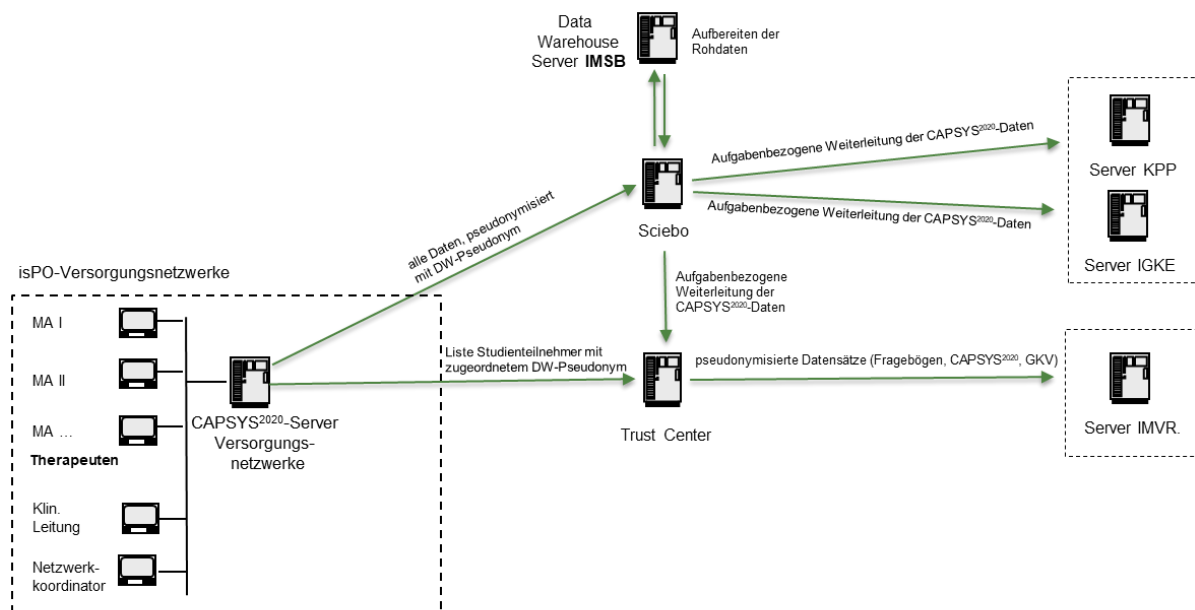 Data
Warehouse
Server IMSB
Aufbereiten der
Rohdaten
Aufgabenbezogene Weiterleitung der CAPSYS²⁰²⁰-Daten
Server KPP
Aufgabenbezogene Weiterleitung der CAPSYS²⁰²⁰-Daten
Server IGKE
Sciebo
alle Daten, pseudonymisiert
mit DW-Pseudonym
Aufgabenbezogene
Weiterleitung der
CAPSYS²⁰²⁰-Daten
isPO-Versorgungsnetzwerke
MA I
MA II
MA ...
Therapeuten
Klin.
Leitung
Netzwerk-
koordinator
CAPSYS²⁰²⁰-Server
Versorgungs-
netzwerke
Liste Studienteilnehmer mit
zugeordnetem DW-Pseudonym
Trust Center
pseudonymisierte Datensätze (Fragebögen, CAPSYS²⁰²⁰, GKV)
Server IMVR.